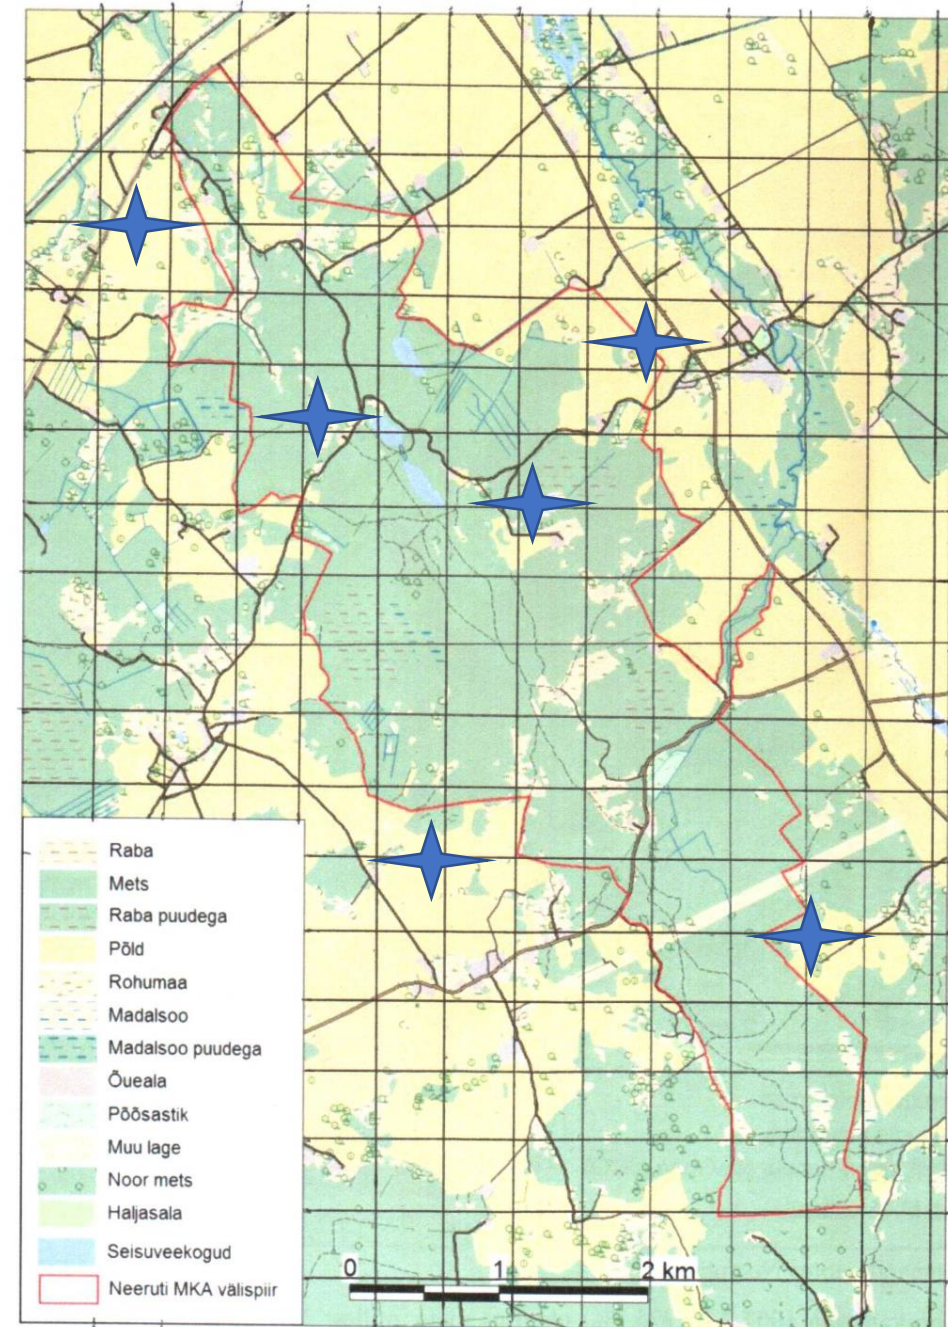 Raba
Mets
Raba puudega
Põld
Rohumaa
Madalsoo
Madalsoo puudega
Õueala
Põõsastik
Muu lage
Noor mets
Haljasala
Seisuveekogud
Neeruti MKA välispiir
0 1 2 km